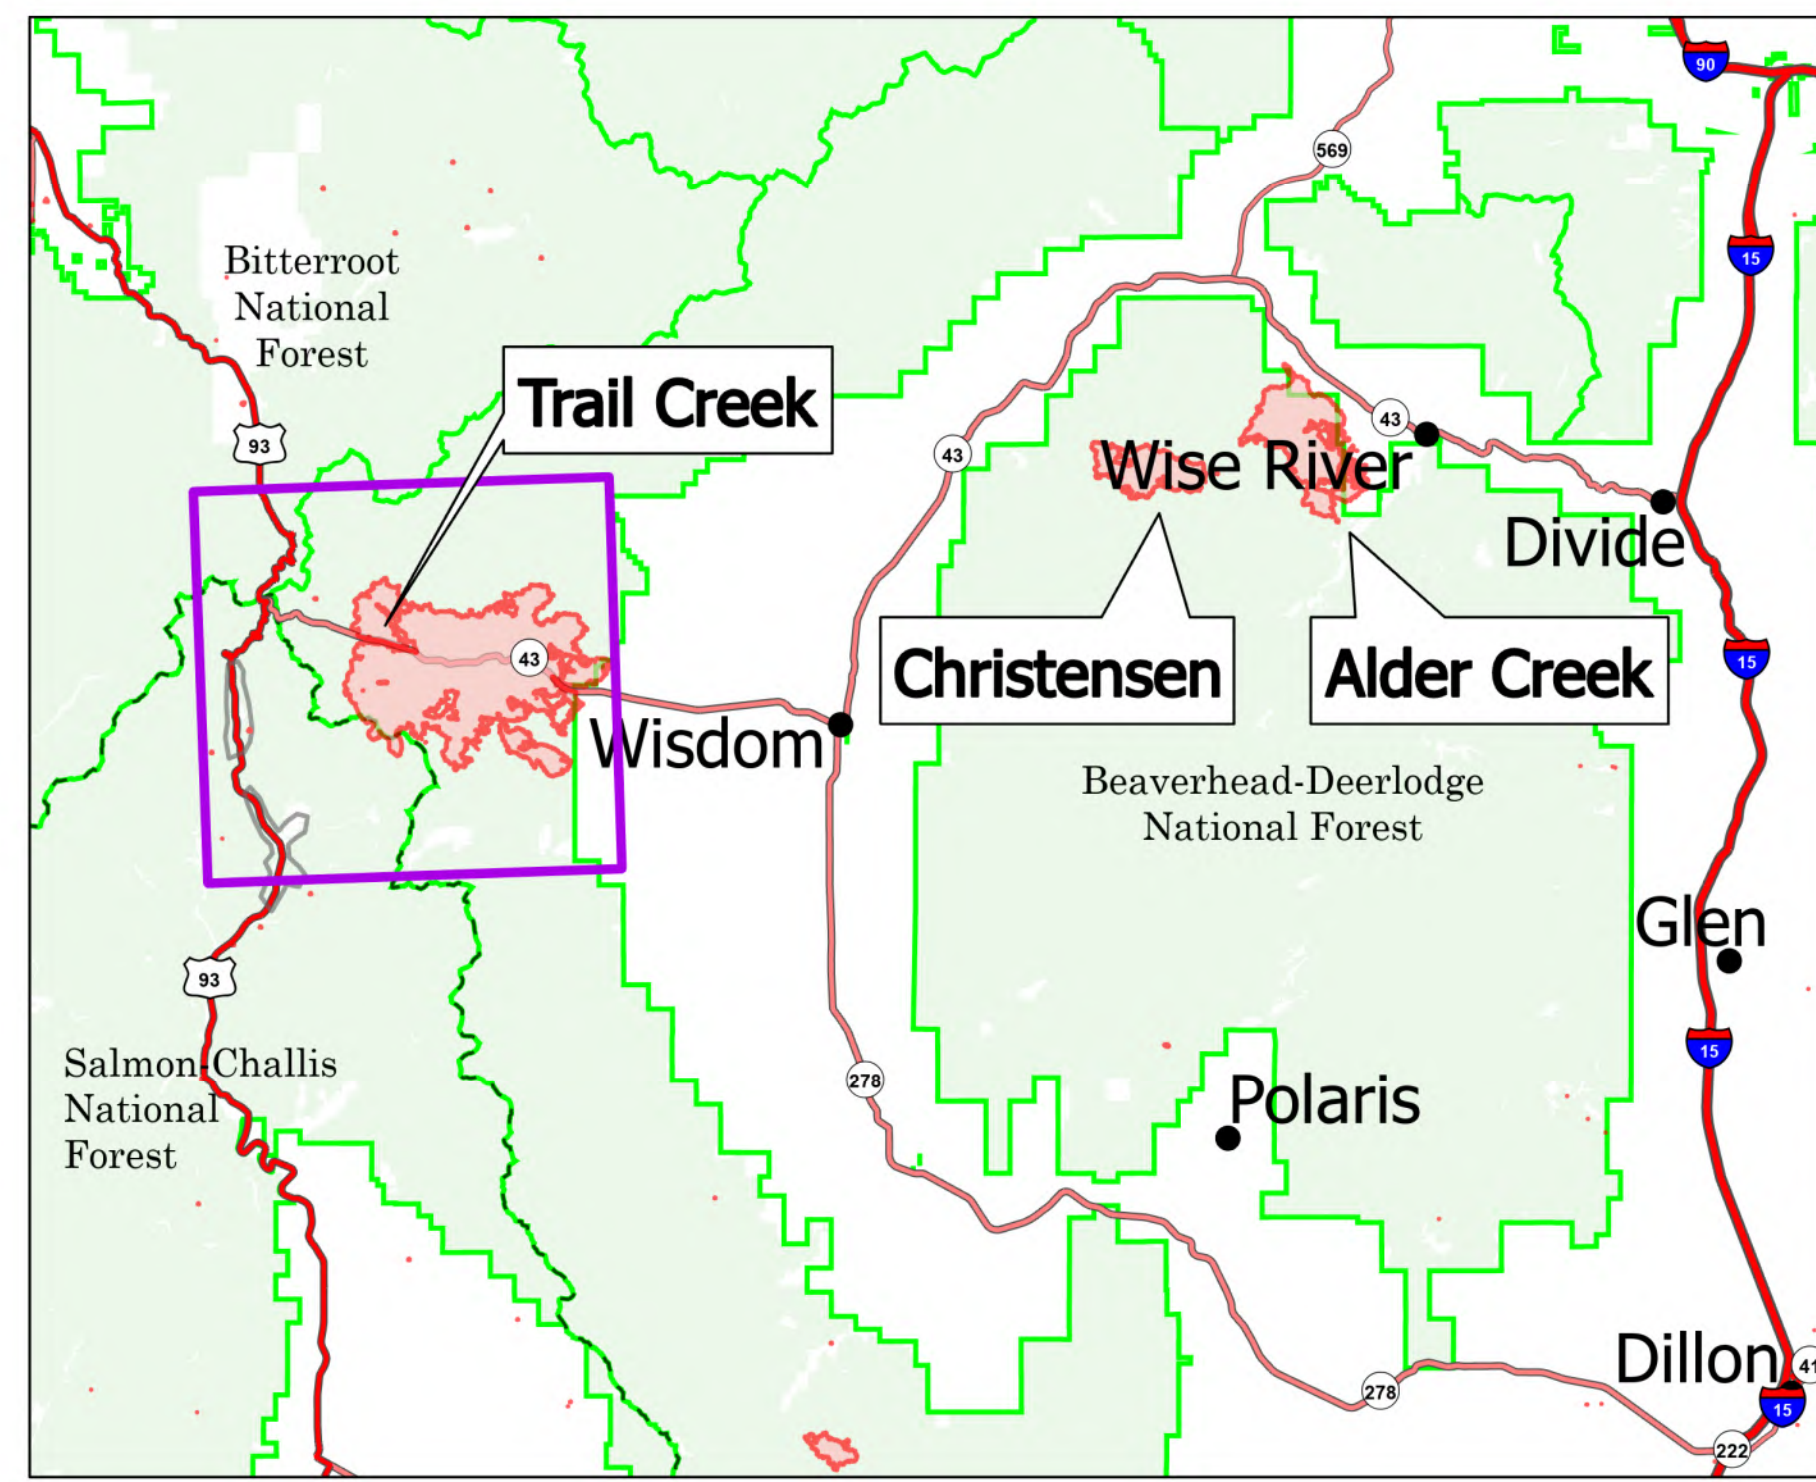 90
569
15
Bitterroot
National
Forest
Trail Creek
93
43
43
Wise River
Divide
43
15
Christensen
Alder Creek
Wisdom
Beaverhead-Deerlodge
National Forest
Glen
93
15
Salmon-Challis
National
Forest
278
Polaris
Dillon
41
278
15
222